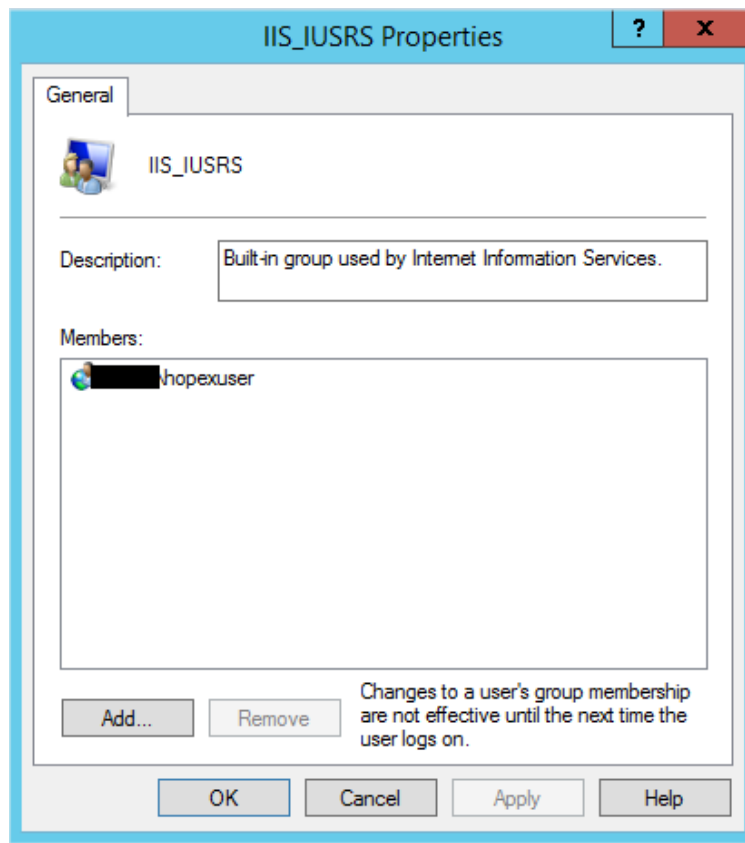 IIS_IUSRS Properties
?
x
General
IIS_IUSRS
Description:
Built-in group used by Internet Information Services.
Members:
\hopexuser
Add...
Remove
Changes to a user's group membership
are not effective until the next time the
user logs on.
OK
Cancel
Apply
Help